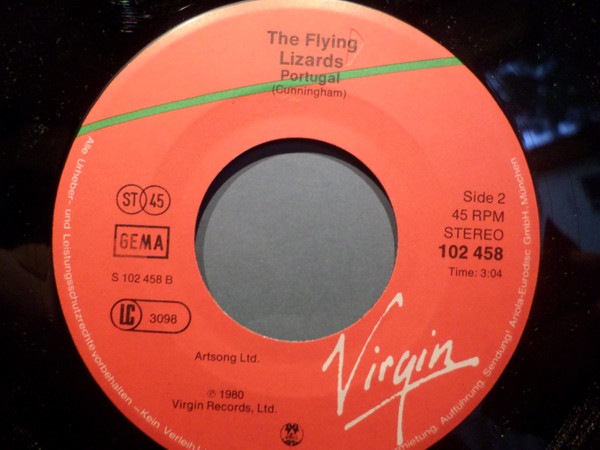 The Flying
Lizards
Portugal
(Cunningham)
ST 45
GEMA
S 102 458 B
LC 3098
Side 2
45 RPM
STEREO
102 458
Time: 3:04
Artsong Ltd.
℗ 1980
Virgin Records, Ltd.
Virgin
Alle Urheber- und Leistungsschutzrechte vorbehalten – Kein Verleih!
mietung, Aufführung, Sendung! Ariola-Eurodisc GmbH, München